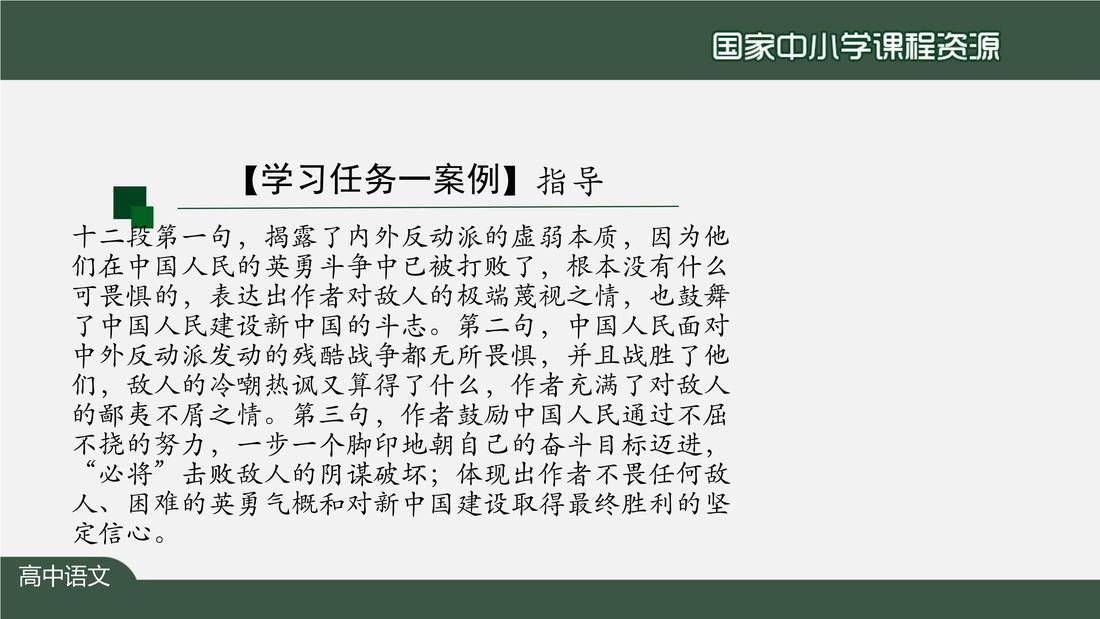 国家中小学课程资源
【学习任务一案例】指导
十二段第一句，揭露了内外反动派的虚弱本质，因为他
们在中国人民的英勇斗争中已被打败了，根本没有什么
可畏惧的，表达出作者对敌人的极端蔑视之情，也鼓舞
了中国人民建设新中国的斗志。第二句，中国人民面对
中外反动派发动的残酷战争都无所畏惧，并且战胜了他
们，敌人的冷嘲热讽又算得了什么，作者充满了对敌人
的鄙夷不屑之情。第三句，作者鼓励中国人民通过不屈
不挠的努力，一步一个脚印地朝自己的奋斗目标迈进，
“必将”击败敌人的阴谋破坏；体现出作者不畏任何敌
人、困难的英勇气概和对新中国建设取得最终胜利的坚
定信心。
高中语文